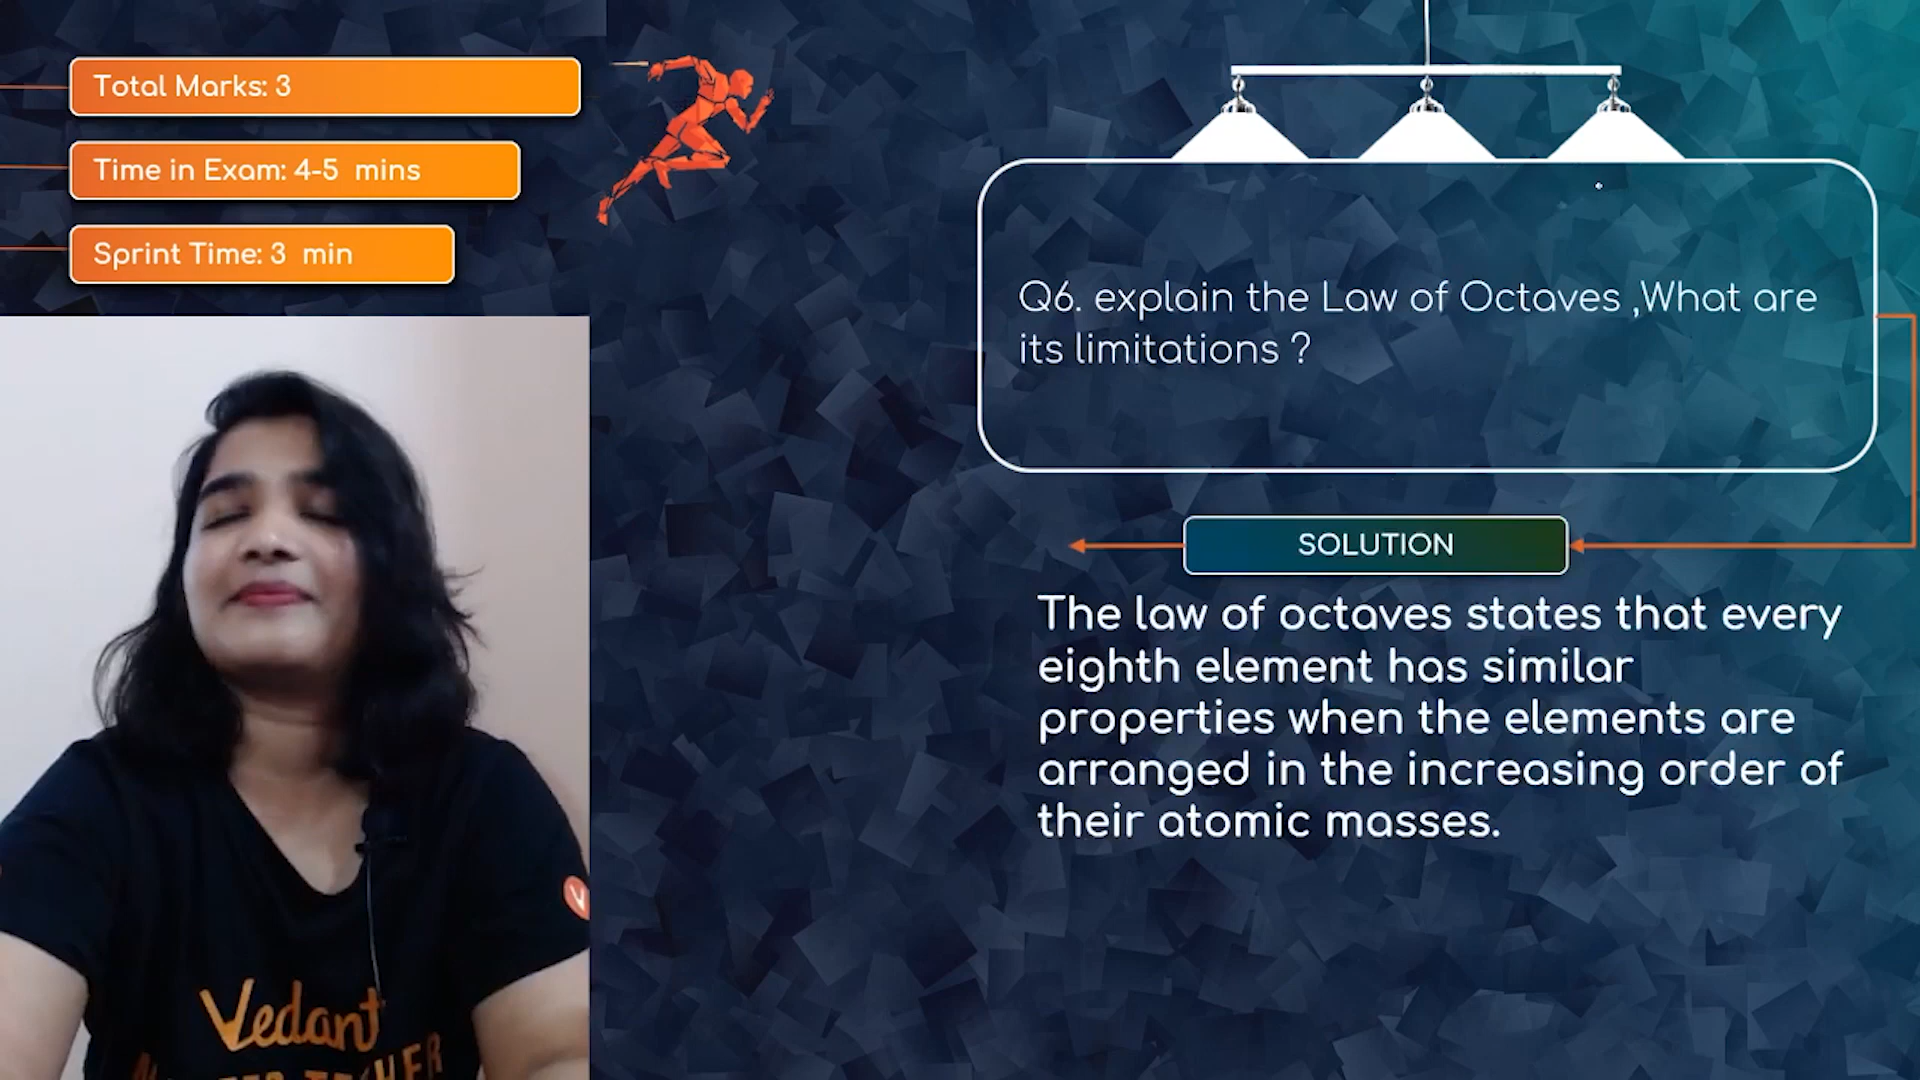 Total Marks: 3
Time in Exam: 4-5 mins
Sprint Time: 3 min
Q6. explain the Law of Octaves ,What are
its limitations ?
SOLUTION
The law of octaves states that every
eighth element has similar
properties when the elements are
arranged in the increasing order of
their atomic masses.
V
Vedant